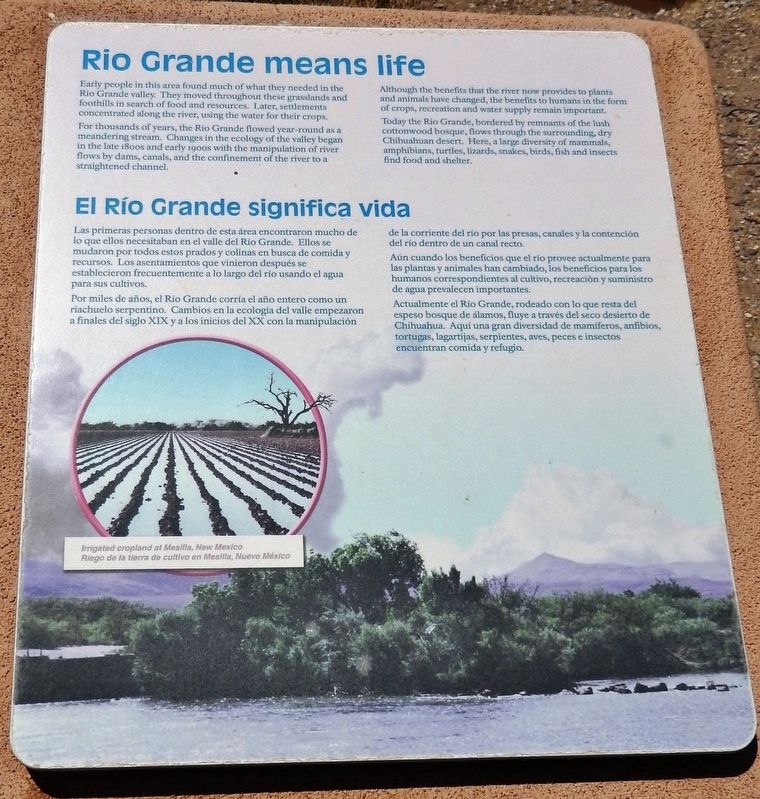 Rio Grande means life
Early people in this area found much of what they needed in the
Rio Grande valley. They moved throughout these grasslands and
foothills in search of food and resources. Later, settlements
concentrated along the river, using the water for their crops.
For thousands of years, the Rio Grande flowed year-round as a
meandering stream. Changes in the ecology of the valley began
in the late 1800s and early 1900s with the manipulation of river
flows by dams, canals, and the confinement of the river to a
straightened channel.
Although the benefits that the river now provides to plants
and animals have changed, the benefits to humans in the form
of crops, recreation and water supply remain important.
Today the Rio Grande, bordered by remnants of the lush
cottonwood bosque, flows through the surrounding, dry
Chihuahuan desert. Here, a large diversity of mammals,
amphibians, turtles, lizards, snakes, birds, fish and insects
find food and shelter.
El Río Grande significa vida
Las primeras personas dentro de esta área encontraron mucho de
lo que ellos necesitaban en el valle del Río Grande. Ellos se
mudaron por todos estos prados y colinas en busca de comida y
recursos. Los asentamientos que vinieron después se
establecieron frecuentemente a lo largo del río usando el agua
para sus cultivos.
Por miles de años, el Río Grande corría el año entero como un
riachuelo serpentino. Cambios en la ecología del valle empezaron
a finales del siglo XIX y a los inicios del XX con la manipulación
de la corriente del río por las presas, canales y la contención
del río dentro de un canal recto.
Aún cuando los beneficios que el río provee actualmente para
las plantas y animales han cambiado, los beneficios para los
humanos correspondientes al cultivo, recreación y suministro
de agua prevalecen importantes.
Actualmente el Río Grande, rodeado con lo que resta del
espeso bosque de álamos, fluye a través del seco desierto de
Chihuahua. Aquí una gran diversidad de mamíferos, anfibios,
tortugas, lagartijas, serpientes, aves, peces e insectos
encuentran comida y refugio.
Irrigated cropland at Mesilla, New Mexico
Riego de la tierra de cultivo en Mesilla, Nuevo México